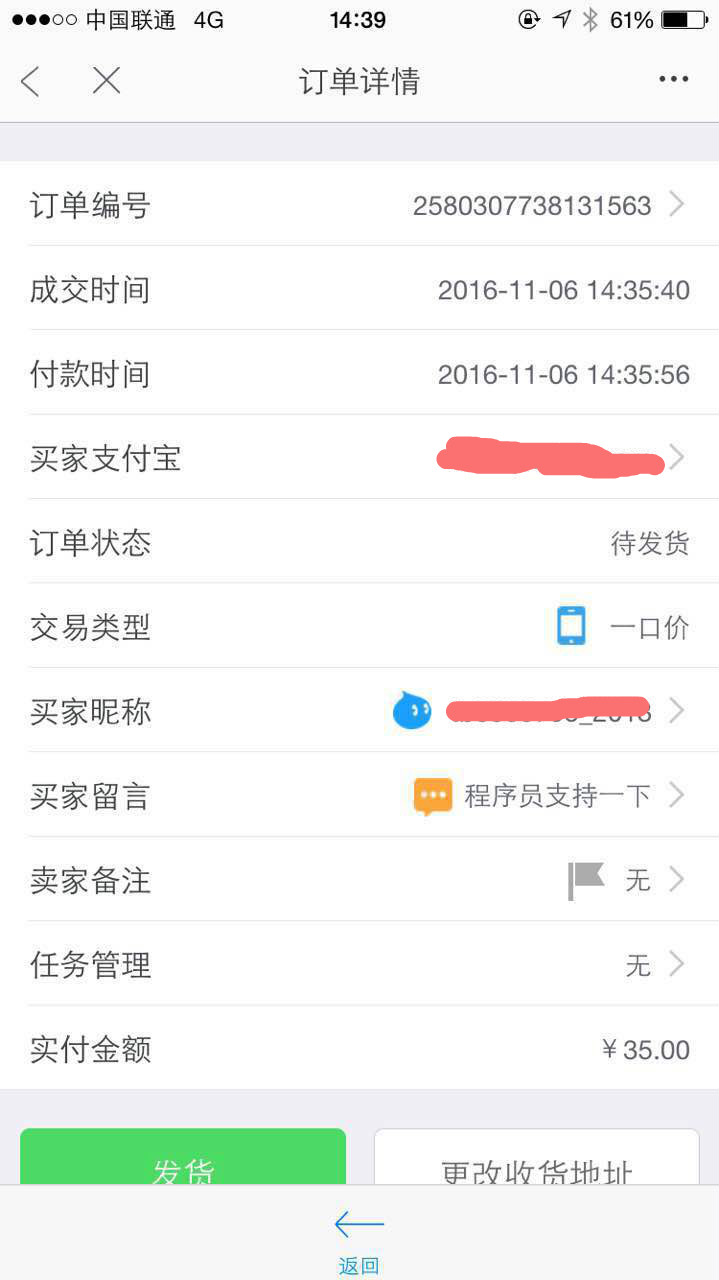 中国联通 4G 14:39 61%
订单详情
订单编号 2580307738131563
成交时间 2016-11-06 14:35:40
付款时间 2016-11-06 14:35:56
买家支付宝
订单状态 待发货
交易类型 一口价
买家昵称
买家留言 程序员支持一下
卖家备注 无
任务管理 无
实付金额 ¥35.00
发货 更改收货地址
返回